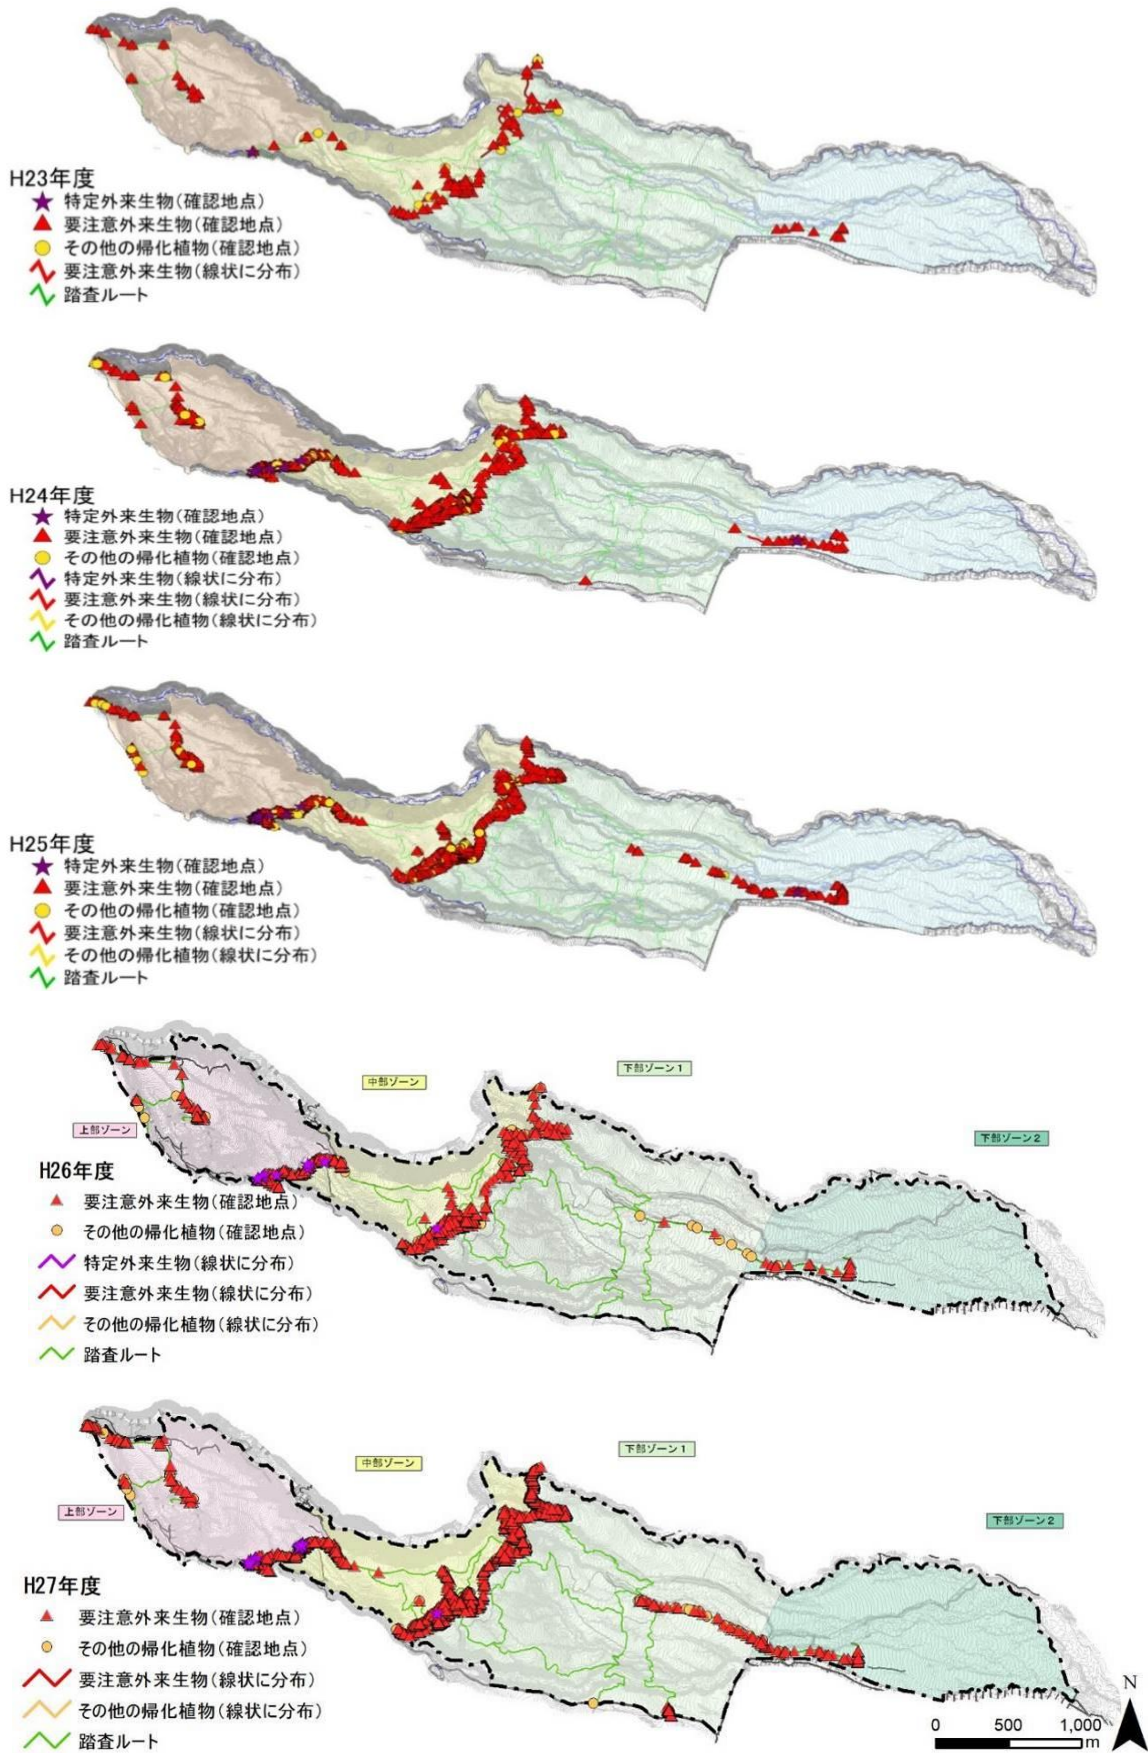 H23年度
特定外来生物(確認地点)
要注意外来生物(確認地点)
その他の帰化植物(確認地点)
要注意外来生物(線状に分布)
踏査ルート
H24年度
特定外来生物(確認地点)
要注意外来生物(確認地点)
その他の帰化植物(確認地点)
特定外来生物(線状に分布)
要注意外来生物(線状に分布)
その他の帰化植物(線状に分布)
踏査ルート
H25年度
特定外来生物(確認地点)
要注意外来生物(確認地点)
その他の帰化植物(確認地点)
要注意外来生物(線状に分布)
その他の帰化植物(線状に分布)
踏査ルート
中部ゾーン
下部ゾーン1
上部ゾーン
下部ゾーン2
H26年度
要注意外来生物(確認地点)
その他の帰化植物(確認地点)
特定外来生物(線状に分布)
要注意外来生物(線状に分布)
その他の帰化植物(線状に分布)
踏査ルート
中部ゾーン
下部ゾーン1
上部ゾーン
下部ゾーン2
H27年度
要注意外来生物(確認地点)
その他の帰化植物(確認地点)
要注意外来生物(線状に分布)
その他の帰化植物(線状に分布)
踏査ルート
N
0 500 1,000
m